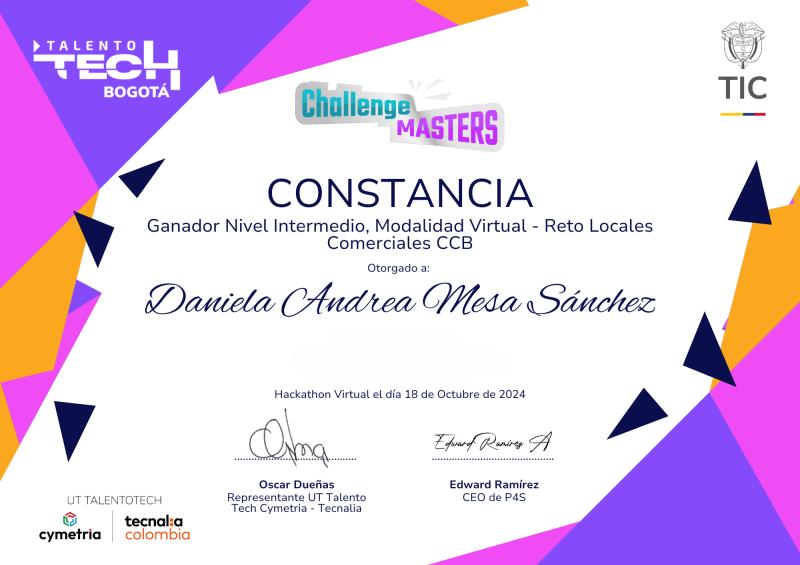 TALENTO
TECH
BOGOTÁ
Challenge
MASTERS
TIC
CONSTANCIA
Ganador Nivel Intermedio, Modalidad Virtual - Reto Locales
Comerciales CCB
Otorgado a:
Daniela Andrea Mesa Sánchez
Hackathon Virtual el día 18 de Octubre de 2024
Edward Ramirez A
Oscar Dueñas
Representante UT Talento
Tech Cymetria - Tecnalia
Edward Ramírez
CEO de P4S
UT TALENTOTECH
cymetria
tecnalia
colombia